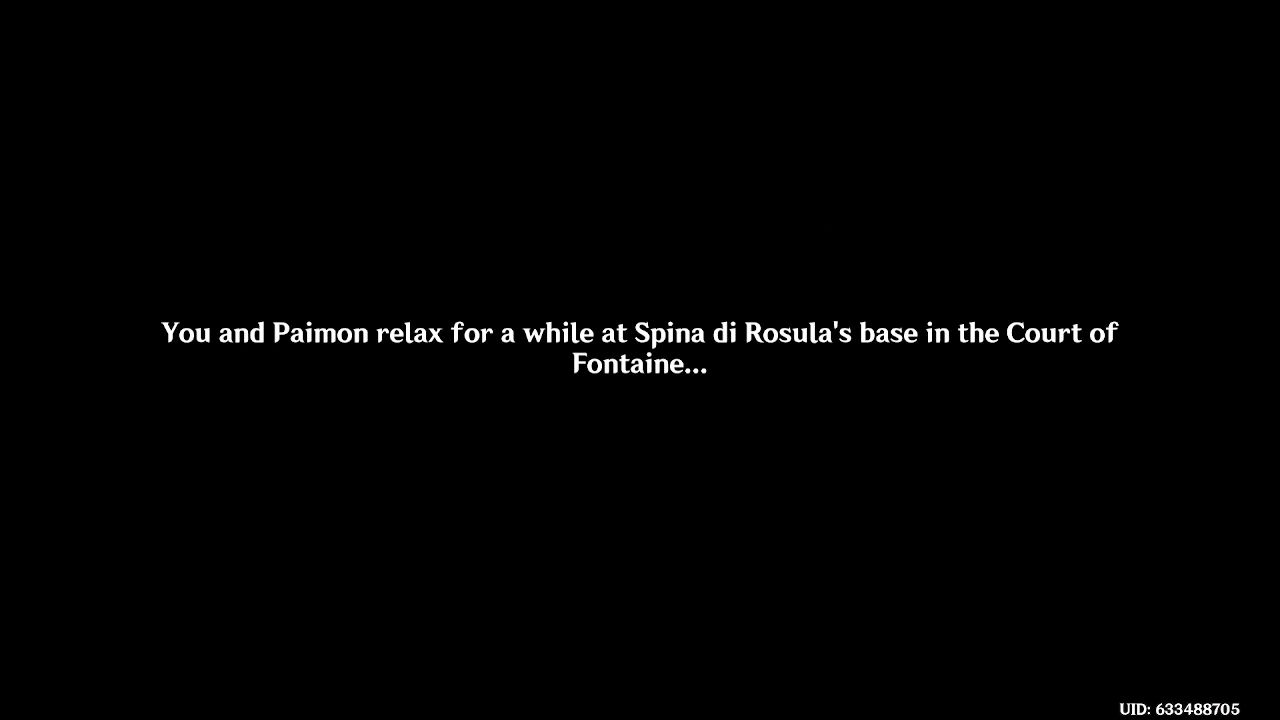 You and Paimon relax for a while at Spina di Rosula's base in the Court of
Fontaine...
UID: 633488705